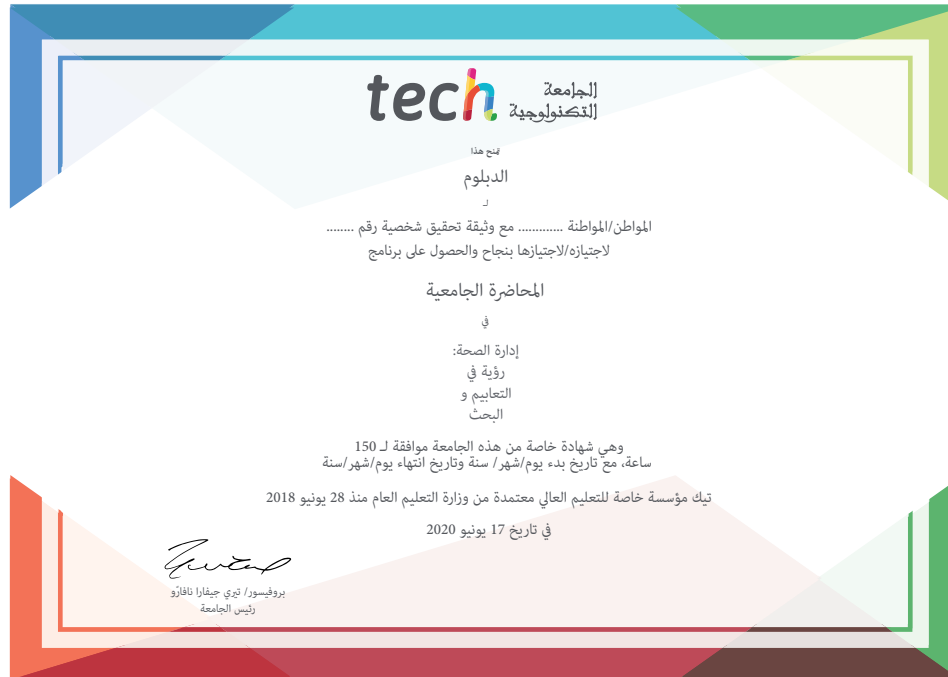 tech الجامعة
التكنولوجية
تمنح هذا
الدبلوم
لـ
المواطن/المواطنة ............. مع وثيقة تحقيق شخصية رقم ........
لاجتيازه/لاجتيازها بنجاح والحصول على برنامج
المحاضرة الجامعية
في
إدارة الصحة:
رؤية في
التعابيم و
البحث
وهي شهادة خاصة من هذه الجامعة موافقة لـ 150
ساعة، مع تاريخ بدء يوم/شهر/ سنة وتاريخ انتهاء يوم/شهر/سنة
تيك مؤسسة خاصة للتعليم العالي معتمدة من وزارة التعليم العام منذ 28 يونيو 2018
في تاريخ 17 يونيو 2020
بروفيسور/ تيري جيفارا نافارّو
رئيس الجامعة